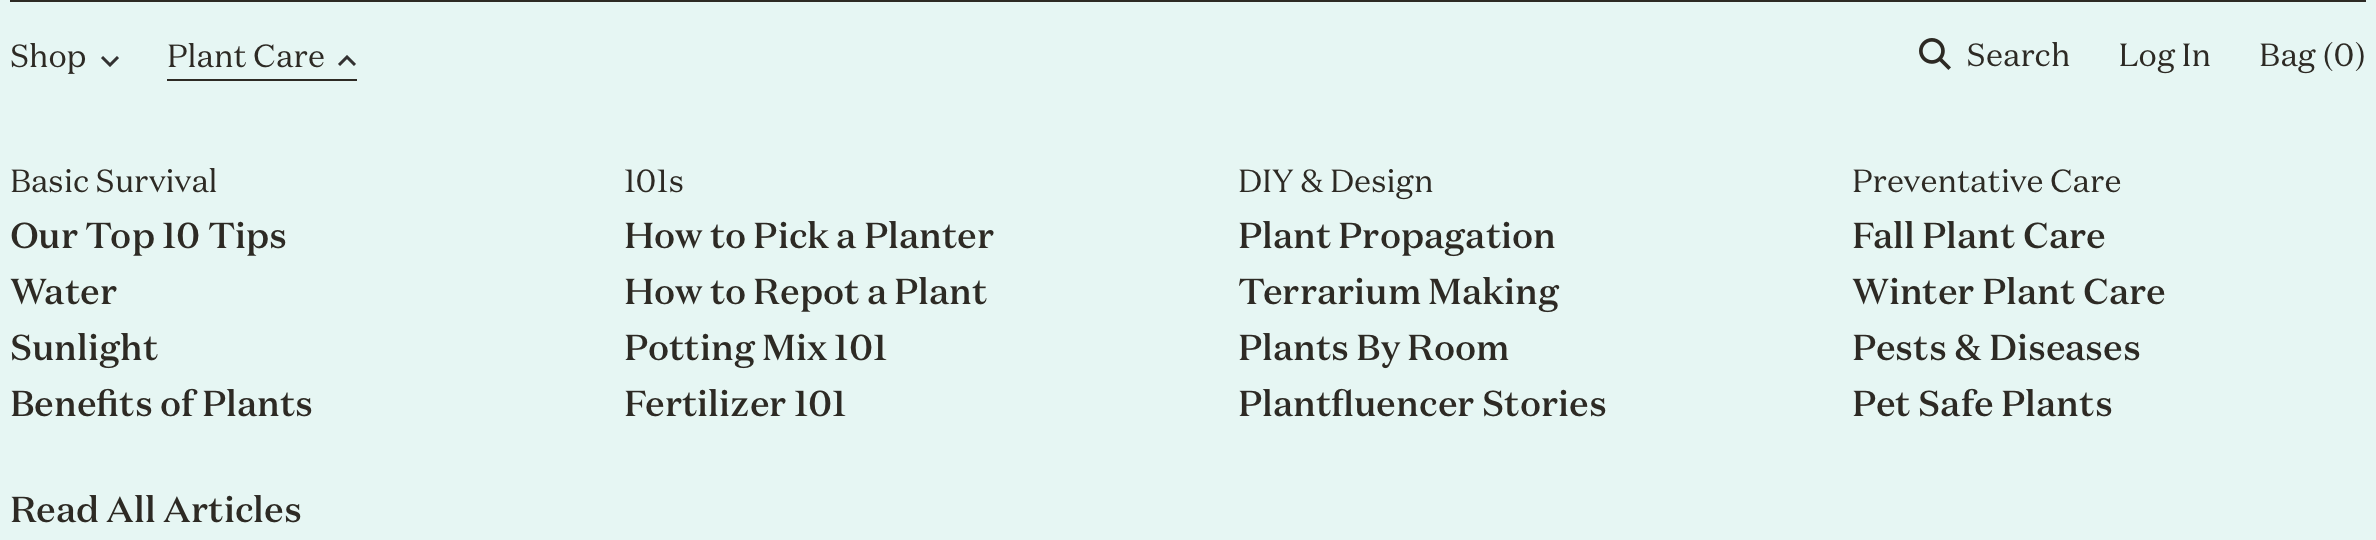 Shop
Plant Care
Search
Log In
Bag (0)
Basic Survival
Our Top 10 Tips
Water
Sunlight
Benefits of Plants
101s
How to Pick a Planter
How to Repot a Plant
Potting Mix 101
Fertilizer 101
DIY & Design
Plant Propagation
Terrarium Making
Plants By Room
Plantfluencer Stories
Preventative Care
Fall Plant Care
Winter Plant Care
Pests & Diseases
Pet Safe Plants
Read All Articles